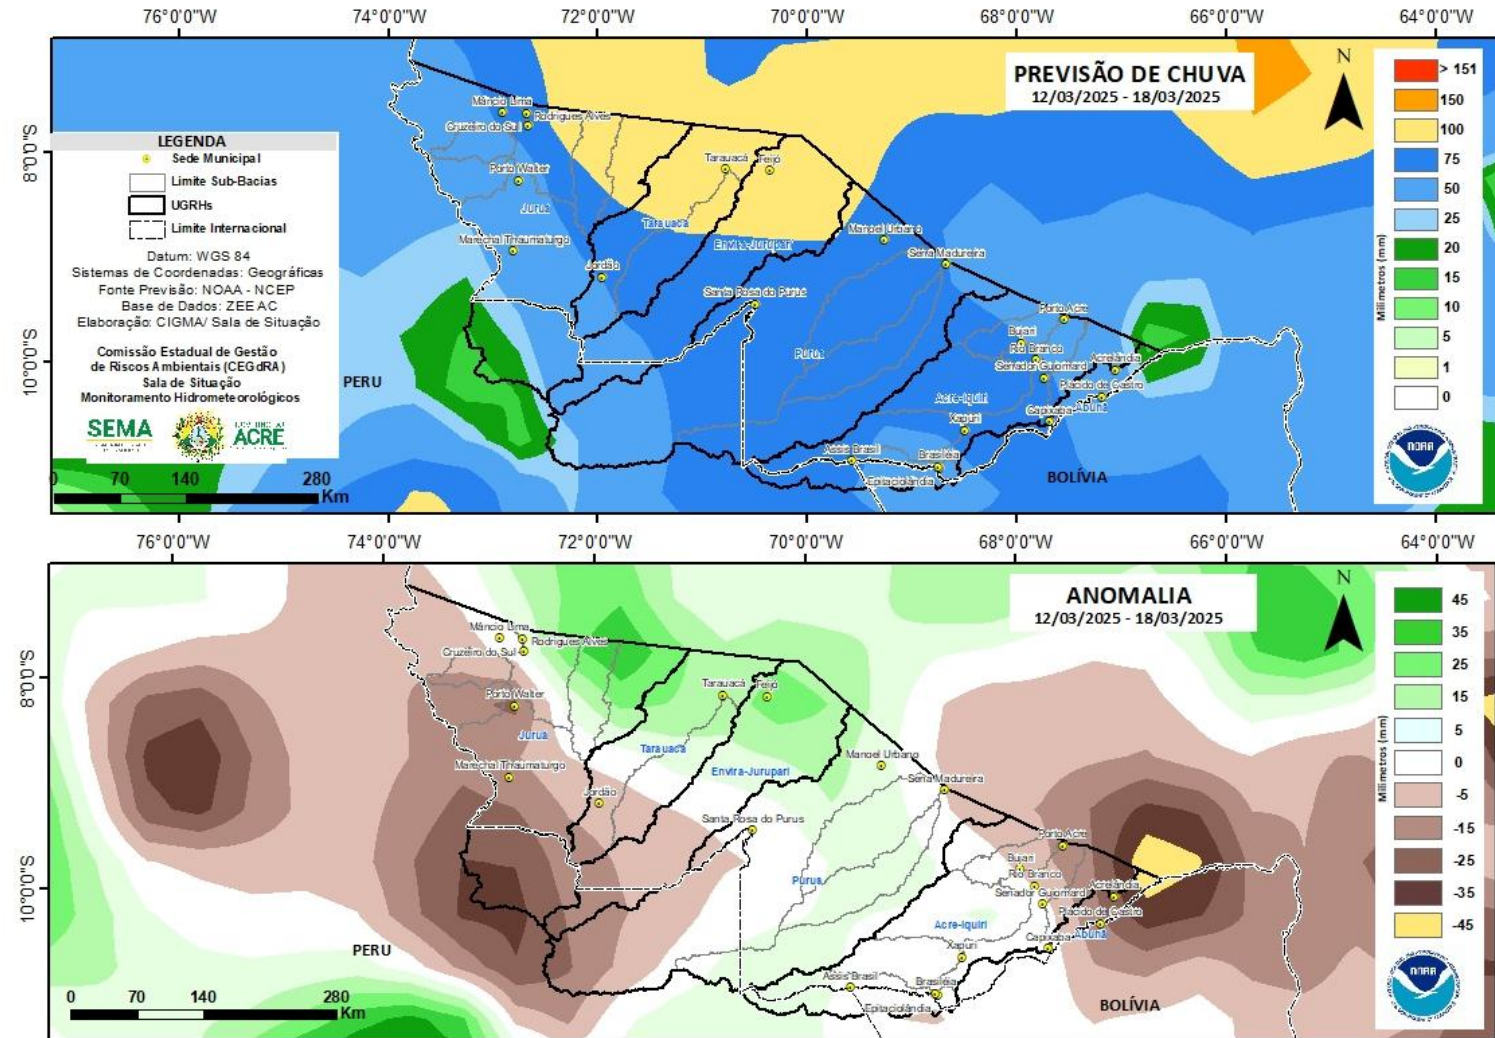 76°0'0"W 74°0'0"W 72°0'0"W 70°0'0"W 68°0'0"W 66°0'0"W 64°0'0"W
PREVISÃO DE CHUVA
12/03/2025 - 18/03/2025
N
> 151
150
100
75
50
25
20
15
10
5
1
0
Milímetros (mm)
NOAA
8°0'0"S
10°0'0"S
LEGENDA
Sede Municipal
Limite Sub-Bacias
UGRHs
Limite Internacional
Datum: WGS 84
Sistemas de Coordenadas: Geográficas
Fonte Previsão: NOAA - NCEP
Base de Dados: ZEE AC
Elaboração: CIGMA/ Sala de Situação
Comissão Estadual de Gestão
de Riscos Ambientais (CEGdRA)
Sala de Situação
Monitoramento Hidrometeorológicos
SEMA
ACRE
0 70 140 280
Km
Mâncio Lima
Rodrigues Alves
Cruzeiro do Sul
Porto Walter
Juruá
Marechal Thaumaturgo
Jordão
Tarauacá
Feijó
Tarauacá
Envira-Jurupari
Manoel Urbano
Sena Madureira
Santa Rosa do Purus
Purus
Porto Acre
Bujari
Rio Branco
Senador Guiomard
Acrelândia
Plácido de Castro
Acre-Iquiri
Capixaba
Abunã
Xapuri
Assis Brasil
Brasiléia
Epitaciolândia
PERU
BOLÍVIA
76°0'0"W 74°0'0"W 72°0'0"W 70°0'0"W 68°0'0"W 66°0'0"W 64°0'0"W
ANOMALIA
12/03/2025 - 18/03/2025
N
45
35
25
15
5
0
-5
-15
-25
-35
-45
Milímetros (mm)
NOAA
8°0'0"S
10°0'0"S
Mâncio Lima
Rodrigues Alves
Cruzeiro do Sul
Porto Walter
Juruá
Marechal Thaumaturgo
Jordão
Tarauacá
Feijó
Tarauacá
Envira-Jurupari
Manoel Urbano
Sena Madureira
Santa Rosa do Purus
Purus
Porto Acre
Bujari
Rio Branco
Senador Guiomard
Acrelândia
Plácido de Castro
Acre-Iquiri
Capixaba
Abunã
Xapuri
Assis Brasil
Brasiléia
Epitaciolândia
PERU
BOLÍVIA
0 70 140 280
Km